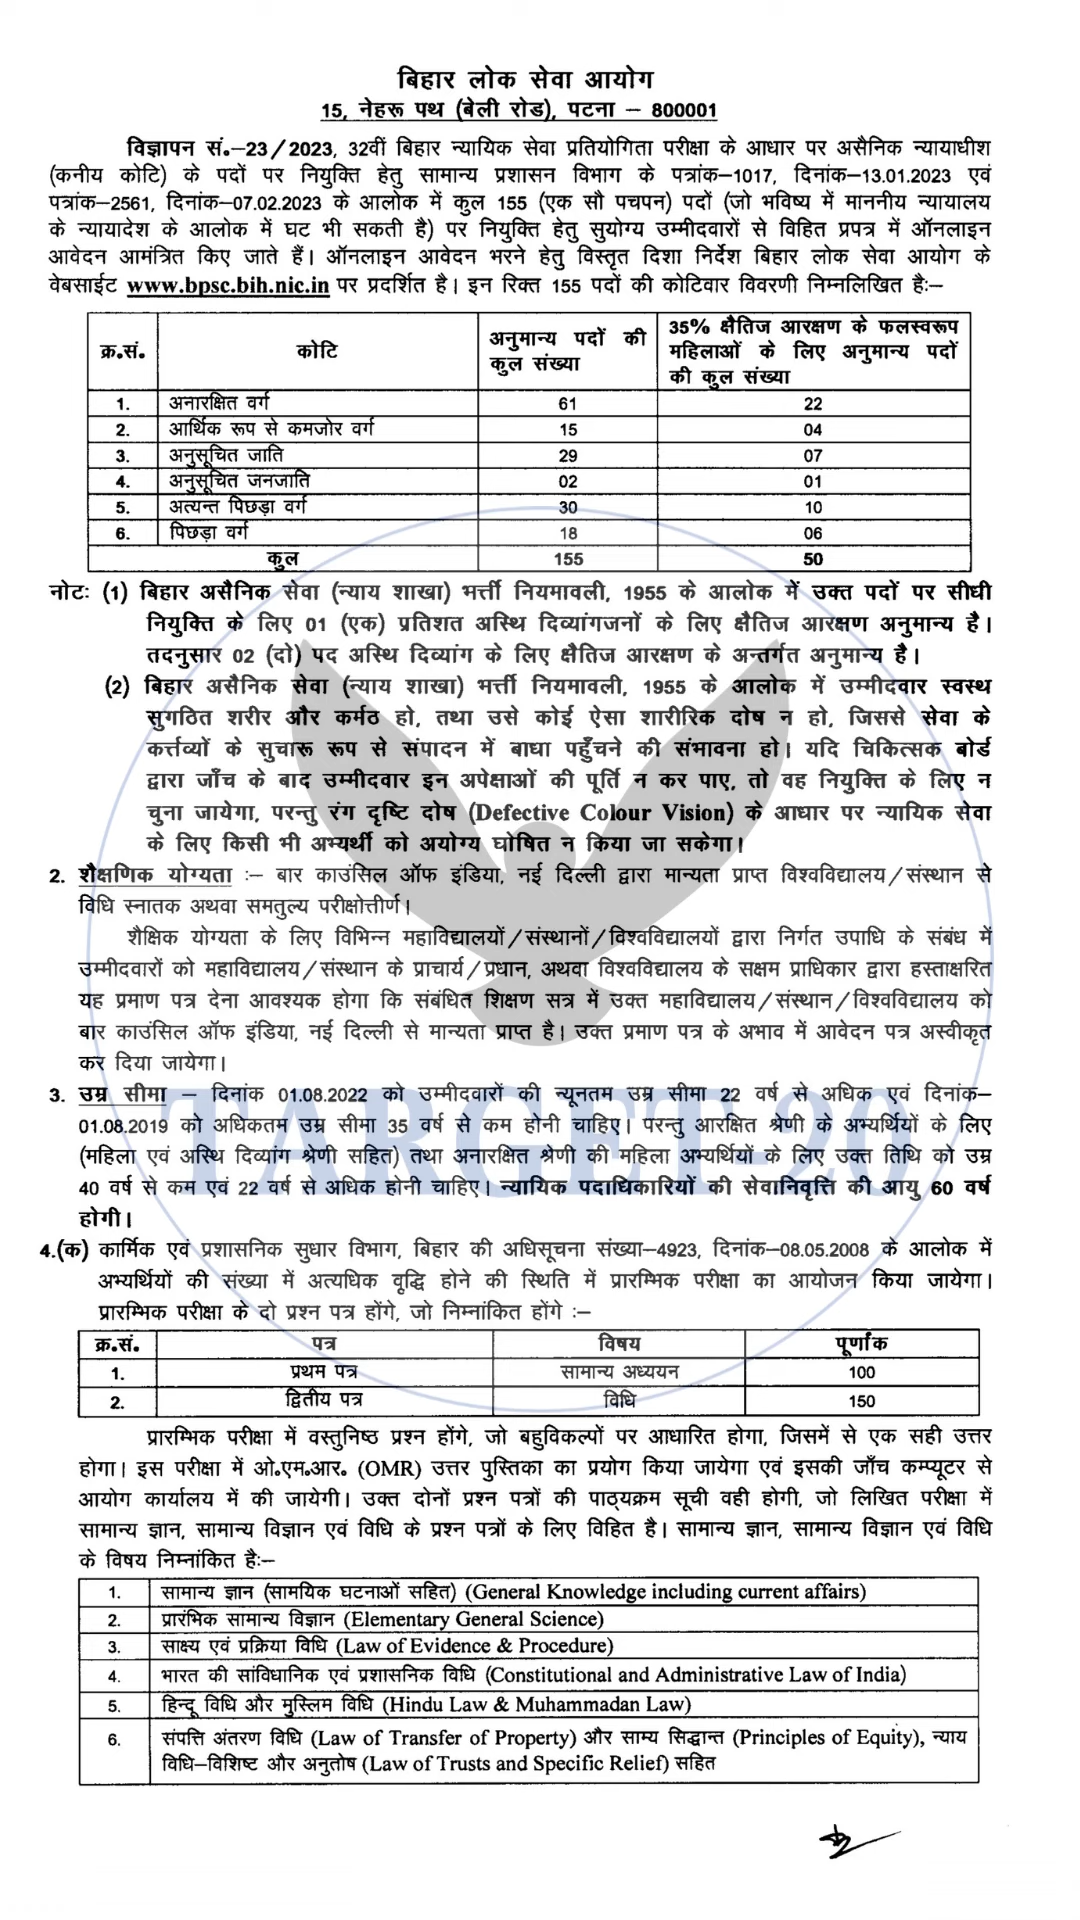 बिहार लोक सेवा आयोग
15, नेहरू पथ (बेली रोड), पटना – 800001
विज्ञापन सं.–23/2023, 32वीं बिहार न्यायिक सेवा प्रतियोगिता परीक्षा के आधार पर असैनिक न्यायाधीश
(कनीय कोटि) के पदों पर नियुक्ति हेतु सामान्य प्रशासन विभाग के पत्रांक–1017, दिनांक–13.01.2023 एवं
पत्रांक–2561, दिनांक–07.02.2023 के आलोक में कुल 155 (एक सौ पचपन) पदों (जो भविष्य में माननीय न्यायालय
के न्यायादेश के आलोक में घट भी सकती है) पर नियुक्ति हेतु सुयोग्य उम्मीदवारों से विहित प्रपत्र में ऑनलाइन
आवेदन आमंत्रित किए जाते हैं। ऑनलाइन आवेदन भरने हेतु विस्तृत दिशा निर्देश बिहार लोक सेवा आयोग के
वेबसाईट www.bpsc.bih.nic.in पर प्रदर्शित है। इन रिक्त 155 पदों की कोटिवार विवरणी निम्नलिखित है:–
क्र.सं. कोटि अनुमान्य पदों की कुल संख्या 35% क्षैतिज आरक्षण के फलस्वरूप महिलाओं के लिए अनुमान्य पदों की कुल संख्या
1. अनारक्षित वर्ग 61 22
2. आर्थिक रूप से कमजोर वर्ग 15 04
3. अनुसूचित जाति 29 07
4. अनुसूचित जनजाति 02 01
5. अत्यन्त पिछड़ा वर्ग 30 10
6. पिछड़ा वर्ग 18 06
कुल 155 50
नोटः (1) बिहार असैनिक सेवा (न्याय शाखा) भर्त्ती नियमावली, 1955 के आलोक में उक्त पदों पर सीधी
नियुक्ति के लिए 01 (एक) प्रतिशत अस्थि दिव्यांगजनों के लिए क्षैतिज आरक्षण अनुमान्य है।
तदनुसार 02 (दो) पद अस्थि दिव्यांग के लिए क्षैतिज आरक्षण के अन्तर्गत अनुमान्य है।
(2) बिहार असैनिक सेवा (न्याय शाखा) भर्त्ती नियमावली, 1955 के आलोक में उम्मीदवार स्वस्थ
सुगठित शरीर और कर्मठ हो, तथा उसे कोई ऐसा शारीरिक दोष न हो, जिससे सेवा के
कर्त्तव्यों के सुचारू रूप से संपादन में बाधा पहुँचने की संभावना हो। यदि चिकित्सक बोर्ड
द्वारा जाँच के बाद उम्मीदवार इन अपेक्षाओं की पूर्ति न कर पाए, तो वह नियुक्ति के लिए न
चुना जायेगा, परन्तु रंग दृष्टि दोष (Defective Colour Vision) के आधार पर न्यायिक सेवा
के लिए किसी भी अभ्यर्थी को अयोग्य घोषित न किया जा सकेगा।
2. शैक्षणिक योग्यता :– बार काउंसिल ऑफ इंडिया, नई दिल्ली द्वारा मान्यता प्राप्त विश्वविद्यालय/संस्थान से
विधि स्नातक अथवा समतुल्य परीक्षोत्तीर्ण।
शैक्षिक योग्यता के लिए विभिन्न महाविद्यालयों/संस्थानों/विश्वविद्यालयों द्वारा निर्गत उपाधि के संबंध में
उम्मीदवारों को महाविद्यालय/संस्थान के प्राचार्य/प्रधान, अथवा विश्वविद्यालय के सक्षम प्राधिकार द्वारा हस्ताक्षरित
यह प्रमाण पत्र देना आवश्यक होगा कि संबंधित शिक्षण सत्र में उक्त महाविद्यालय/संस्थान/विश्वविद्यालय को
बार काउंसिल ऑफ इंडिया, नई दिल्ली से मान्यता प्राप्त है। उक्त प्रमाण पत्र के अभाव में आवेदन पत्र अस्वीकृत
कर दिया जायेगा।
3. उम्र सीमा – दिनांक 01.08.2022 को उम्मीदवारों की न्यूनतम उम्र सीमा 22 वर्ष से अधिक एवं दिनांक–
01.08.2019 को अधिकतम उम्र सीमा 35 वर्ष से कम होनी चाहिए। परन्तु आरक्षित श्रेणी के अभ्यर्थियों के लिए
(महिला एवं अस्थि दिव्यांग श्रेणी सहित) तथा अनारक्षित श्रेणी की महिला अभ्यर्थियों के लिए उक्त तिथि को उम्र
40 वर्ष से कम एवं 22 वर्ष से अधिक होनी चाहिए। न्यायिक पदाधिकारियों की सेवानिवृत्ति की आयु 60 वर्ष
होगी।
TARGET-20
4.(क) कार्मिक एवं प्रशासनिक सुधार विभाग, बिहार की अधिसूचना संख्या–4923, दिनांक–08.05.2008 के आलोक में
अभ्यर्थियों की संख्या में अत्यधिक वृद्धि होने की स्थिति में प्रारम्भिक परीक्षा का आयोजन किया जायेगा।
प्रारम्भिक परीक्षा के दो प्रश्न पत्र होंगे, जो निम्नांकित होंगे :–
क्र.सं. पत्र विषय पूर्णांक
1. प्रथम पत्र सामान्य अध्ययन 100
2. द्वितीय पत्र विधि 150
प्रारम्भिक परीक्षा में वस्तुनिष्ठ प्रश्न होंगे, जो बहुविकल्पों पर आधारित होगा, जिसमें से एक सही उत्तर
होगा। इस परीक्षा में ओ.एम.आर. (OMR) उत्तर पुस्तिका का प्रयोग किया जायेगा एवं इसकी जाँच कम्प्यूटर से
आयोग कार्यालय में की जायेगी। उक्त दोनों प्रश्न पत्रों की पाठ्यक्रम सूची वही होगी, जो लिखित परीक्षा में
सामान्य ज्ञान, सामान्य विज्ञान एवं विधि के प्रश्न पत्रों के लिए विहित है। सामान्य ज्ञान, सामान्य विज्ञान एवं विधि
के विषय निम्नांकित है:–
1. सामान्य ज्ञान (सामयिक घटनाओं सहित) (General Knowledge including current affairs)
2. प्रारंभिक सामान्य विज्ञान (Elementary General Science)
3. साक्ष्य एवं प्रक्रिया विधि (Law of Evidence & Procedure)
4. भारत की सांविधानिक एवं प्रशासनिक विधि (Constitutional and Administrative Law of India)
5. हिन्दू विधि और मुस्लिम विधि (Hindu Law & Muhammadan Law)
6. संपत्ति अंतरण विधि (Law of Transfer of Property) और साम्य सिद्धान्त (Principles of Equity), न्याय
विधि–विशिष्ट और अनुतोष (Law of Trusts and Specific Relief) सहित